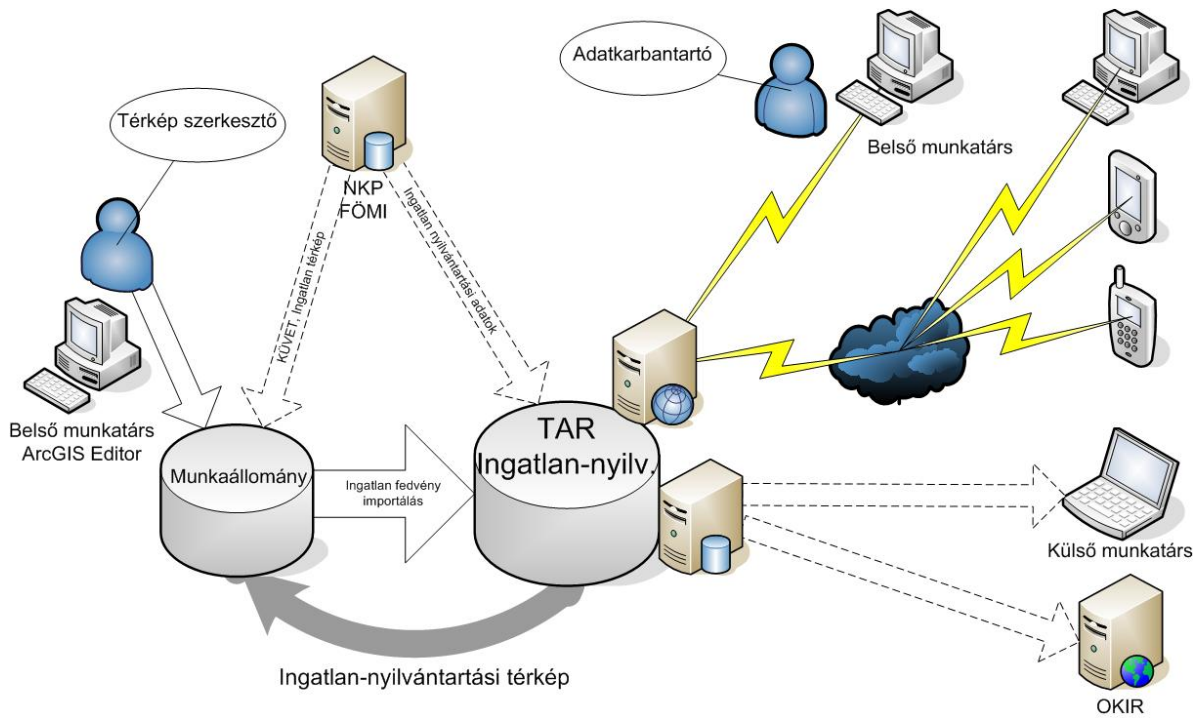 Adatkarbantartó
Térkép szerkesztő
Belső munkatárs
NKP
FÖMI
KÜVET, Ingatlan térkép
Ingatlan nyilvántartási adatok
Belső munkatárs
ArcGIS Editor
Munkaállomány
Ingatlan fedvény
importálás
TAR
Ingatlan-nyilv.
Külső munkatárs
Ingatlan-nyilvántartási térkép
OKIR